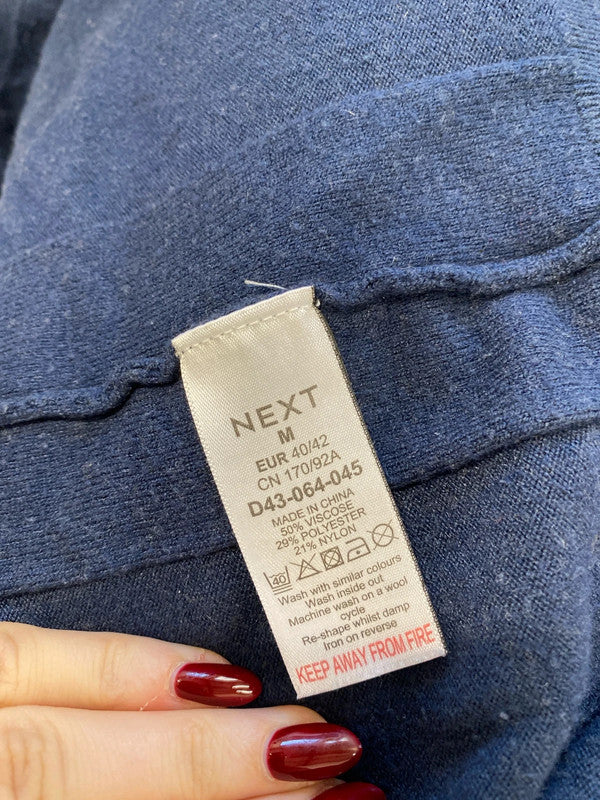 NEXT
M
EUR 40/42
CN 170/92A
D43-064-045
MADE IN CHINA
50% VISCOSE
29% POLYESTER
21% NYLON
40
Wash with similar colours
Wash inside out
Machine wash on a wool
cycle
Re-shape whilst damp
Iron on reverse
KEEP AWAY FROM FIRE